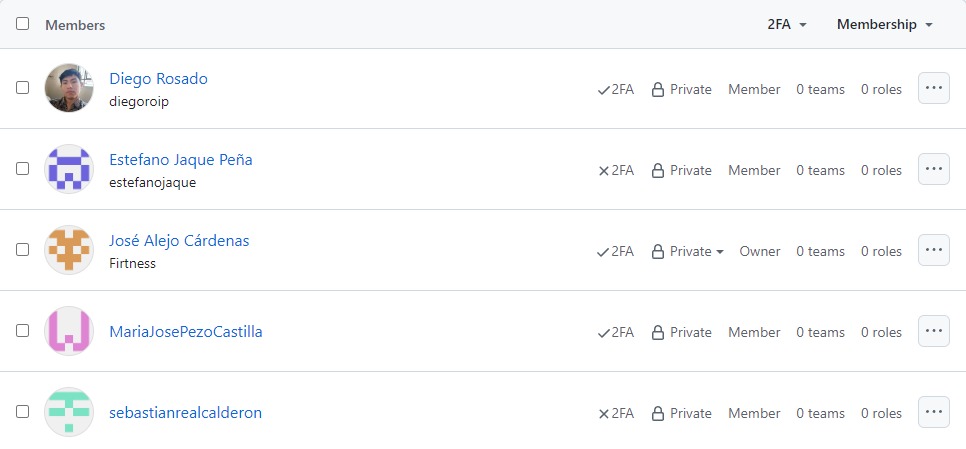 Members 2FA Membership
Diego Rosado
diegoroip
2FA Private Member 0 teams 0 roles
Estefano Jaque Peña
estefanojaque
2FA Private Member 0 teams 0 roles
José Alejo Cárdenas
Firtness
2FA Private Owner 0 teams 0 roles
MariaJosePezoCastilla
2FA Private Member 0 teams 0 roles
sebastianrealcalderon
2FA Private Member 0 teams 0 roles